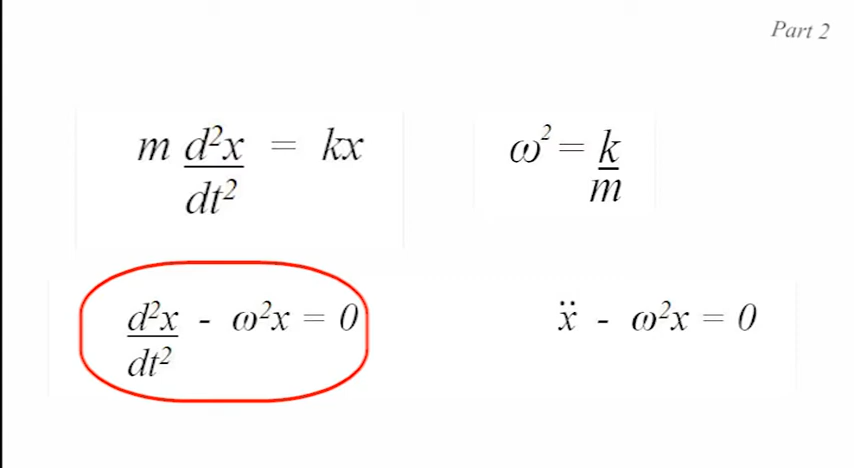 Part 2
m d²x/dt² = kx
ω² = k/m
d²x/dt² - ω²x = 0
ẍ - ω²x = 0